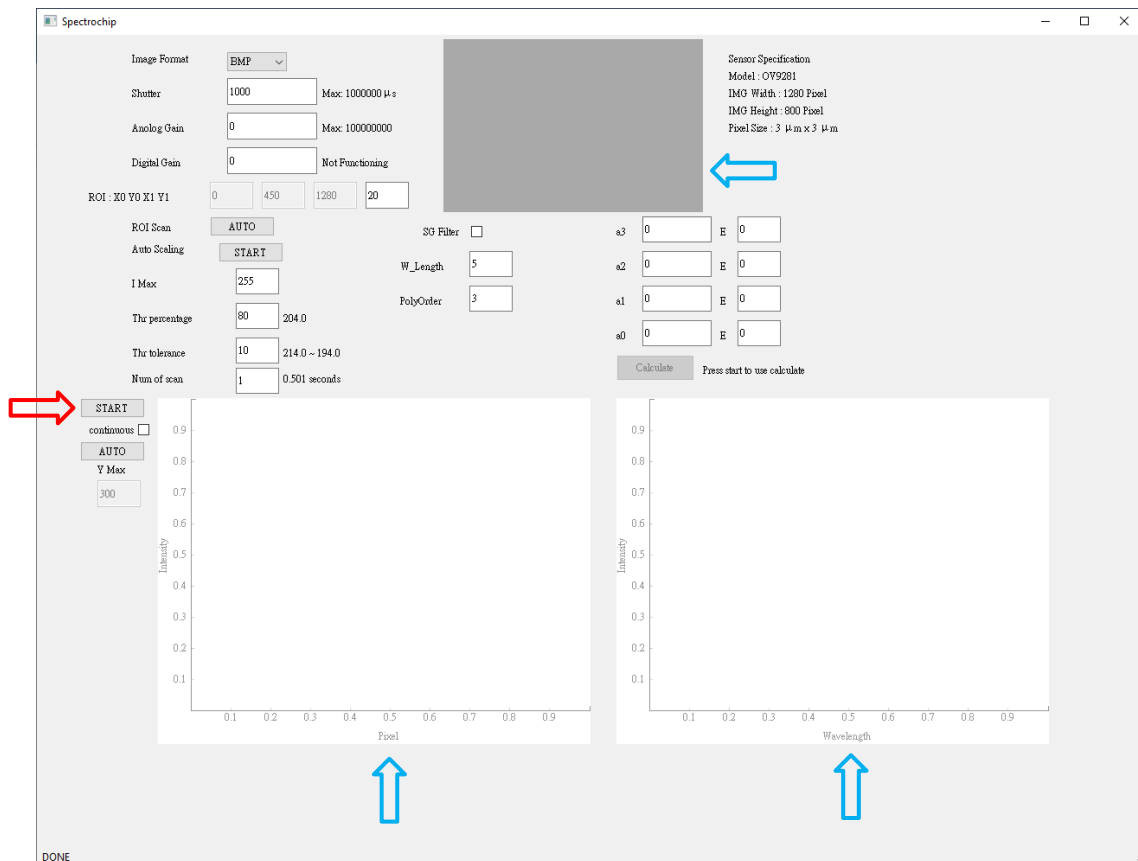 Spectrochip
Image Format BMP
Shutter 1000 Max: 1000000 μs
Anolog Gain 0 Max: 100000000
Digital Gain 0 Not Functioning
ROI : X0 Y0 X1 Y1 0 450 1280 20
Sensor Specification
Model : OV9281
IMG Width : 1280 Pixel
IMG Height : 800 Pixel
Pixel Size : 3 μm x 3 μm
ROI Scan AUTO
Auto Scaling START
I Max 255
Thr percentage 80 204.0
Thr tolerance 10 214.0 ~ 194.0
Num of scan 1 0.501 seconds
SG Filter
W_Length 5
PolyOrder 3
a3 0 E 0
a2 0 E 0
a1 0 E 0
a0 0 E 0
Calculate Press start to use calculate
START
continuous
AUTO
Y Max
300
0.9
0.8
0.7
0.6
0.5
0.4
0.3
0.2
0.1
Intensity
0.1 0.2 0.3 0.4 0.5 0.6 0.7 0.8 0.9
Pixel
0.9
0.8
0.7
0.6
0.5
0.4
0.3
0.2
0.1
Intensity
0.1 0.2 0.3 0.4 0.5 0.6 0.7 0.8 0.9
Wavelength
DONE